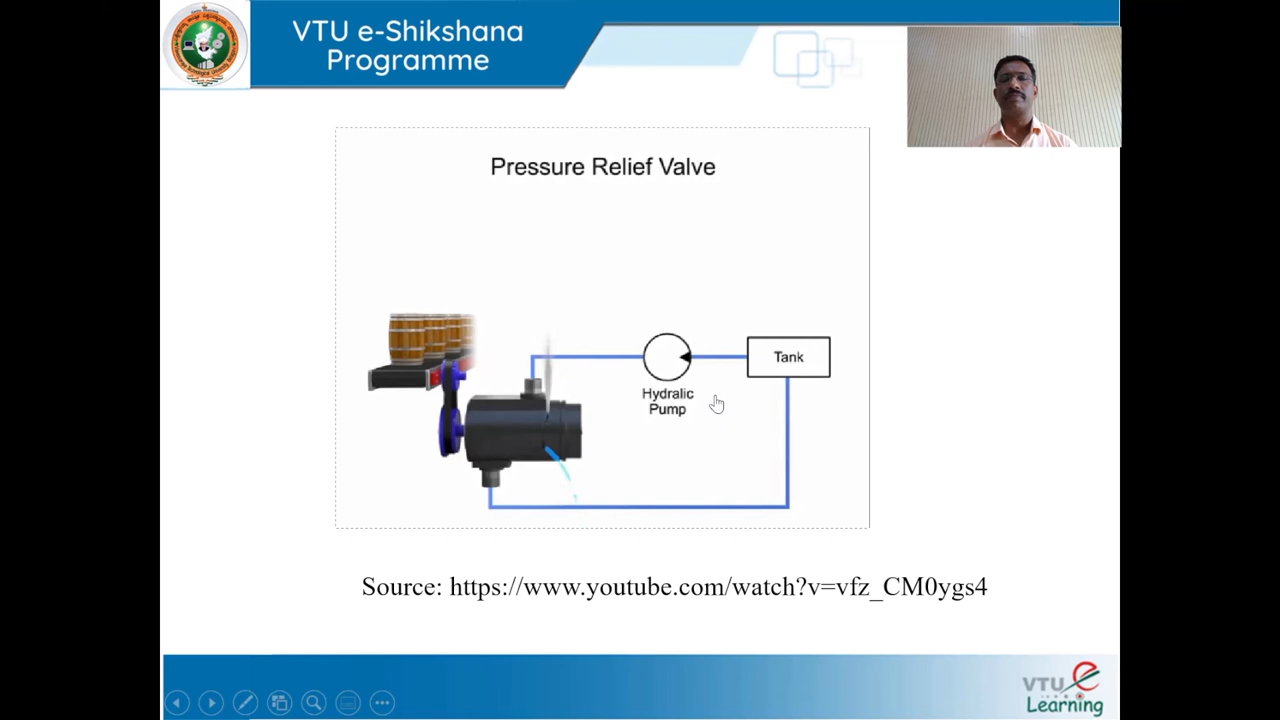 VTU e-Shikshana
Programme
Pressure Relief Valve
Tank
Hydralic
Pump
Source: https://www.youtube.com/watch?v=vfz_CM0ygs4
VTU e
Learning